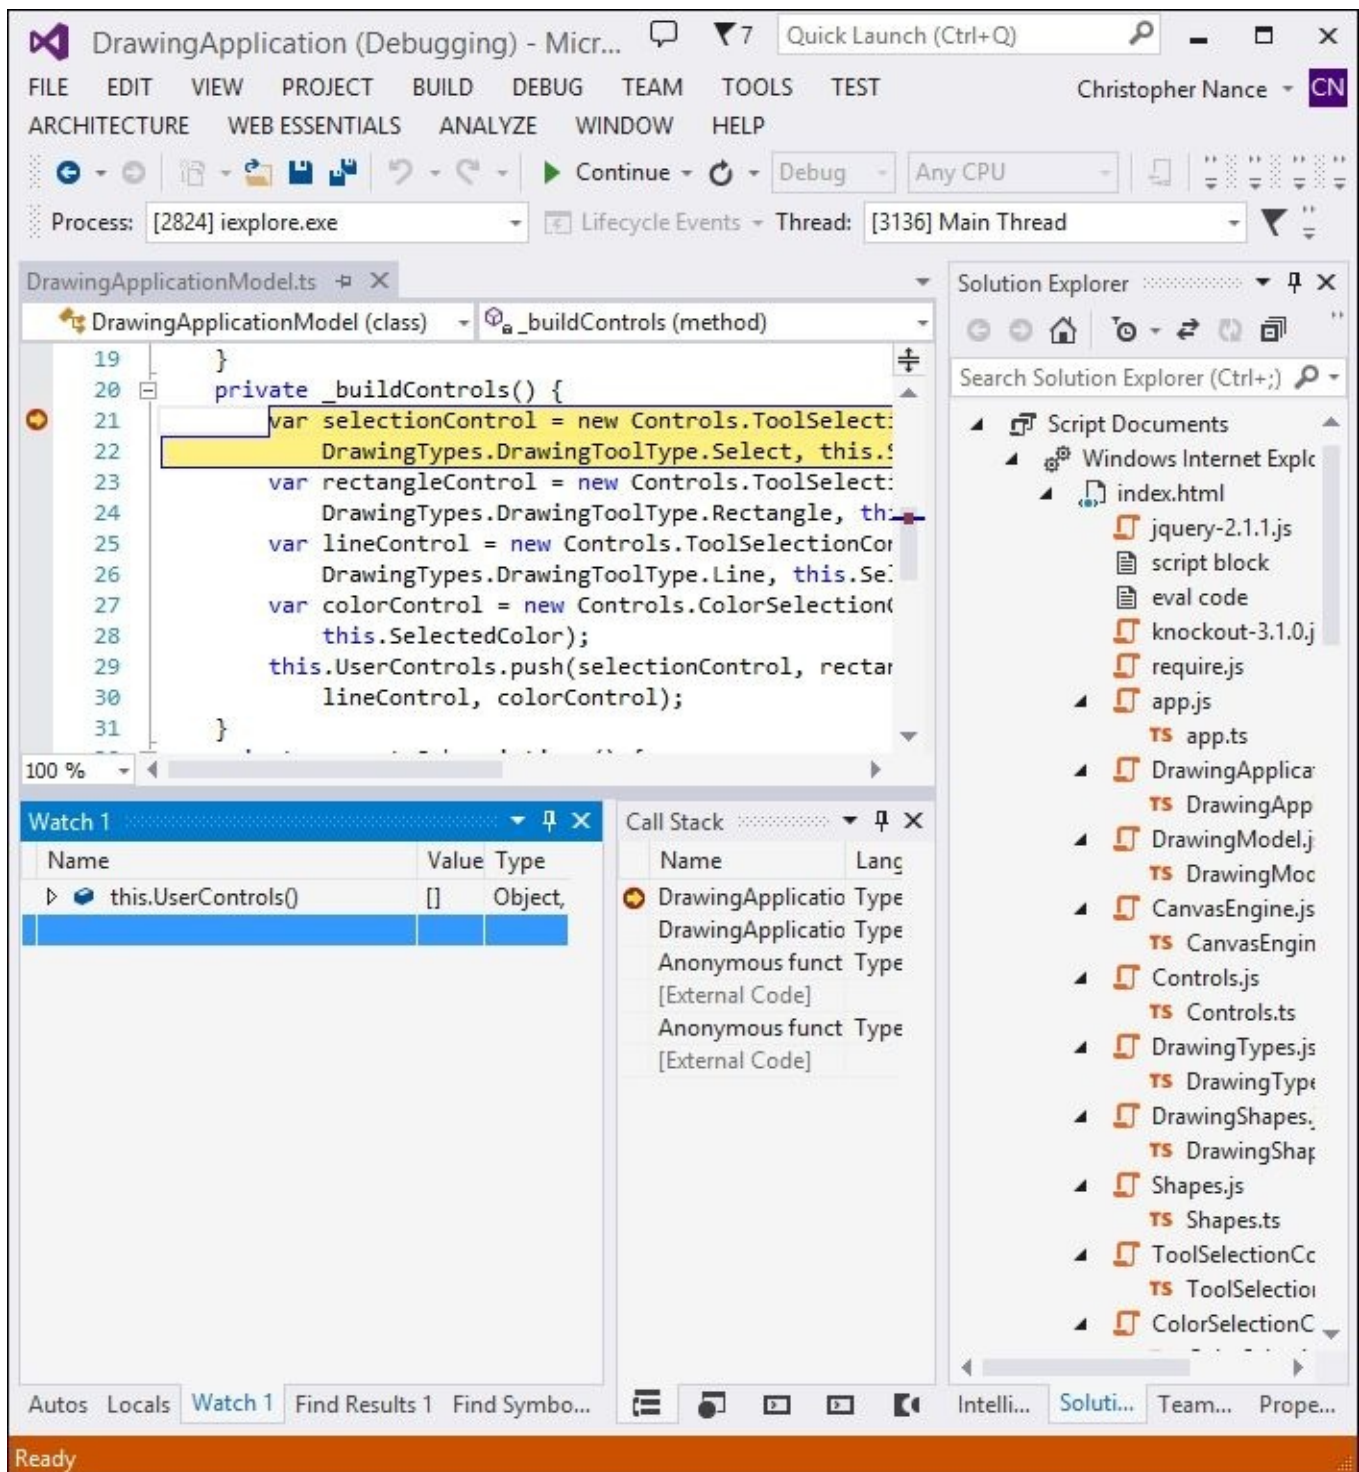 DrawingApplication (Debugging) - Micr... 7 Quick Launch (Ctrl+Q)
FILE EDIT VIEW PROJECT BUILD DEBUG TEAM TOOLS TEST Christopher Nance CN
ARCHITECTURE WEB ESSENTIALS ANALYZE WINDOW HELP
Continue Debug Any CPU
Process: [2824] iexplore.exe Lifecycle Events Thread: [3136] Main Thread
DrawingApplicationModel.ts
DrawingApplicationModel (class) _buildControls (method)
19 }
20 private _buildControls() {
21 var selectionControl = new Controls.ToolSelecti
22 DrawingTypes.DrawingToolType.Select, this.S
23 var rectangleControl = new Controls.ToolSelecti
24 DrawingTypes.DrawingToolType.Rectangle, thi
25 var lineControl = new Controls.ToolSelectionCon
26 DrawingTypes.DrawingToolType.Line, this.Sel
27 var colorControl = new Controls.ColorSelectionC
28 this.SelectedColor);
29 this.UserControls.push(selectionControl, rectan
30 lineControl, colorControl);
31 }
100 %
Watch 1
Name Value Type
this.UserControls() [] Object,
Call Stack
Name Lang
DrawingApplicatio Type
DrawingApplicatio Type
Anonymous funct Type
[External Code]
Anonymous funct Type
[External Code]
Autos Locals Watch 1 Find Results 1 Find Symbo...
Solution Explorer
Search Solution Explorer (Ctrl+;)
Script Documents
Windows Internet Explo
index.html
jquery-2.1.1.js
script block
eval code
knockout-3.1.0.j
require.js
app.js
TS app.ts
DrawingApplica
TS DrawingApp
DrawingModel.j
TS DrawingMod
CanvasEngine.js
TS CanvasEngin
Controls.js
TS Controls.ts
DrawingTypes.js
TS DrawingType
DrawingShapes.
TS DrawingShap
Shapes.js
TS Shapes.ts
ToolSelectionCo
TS ToolSelection
ColorSelectionC
Intelli... Soluti... Team... Prope...
Ready